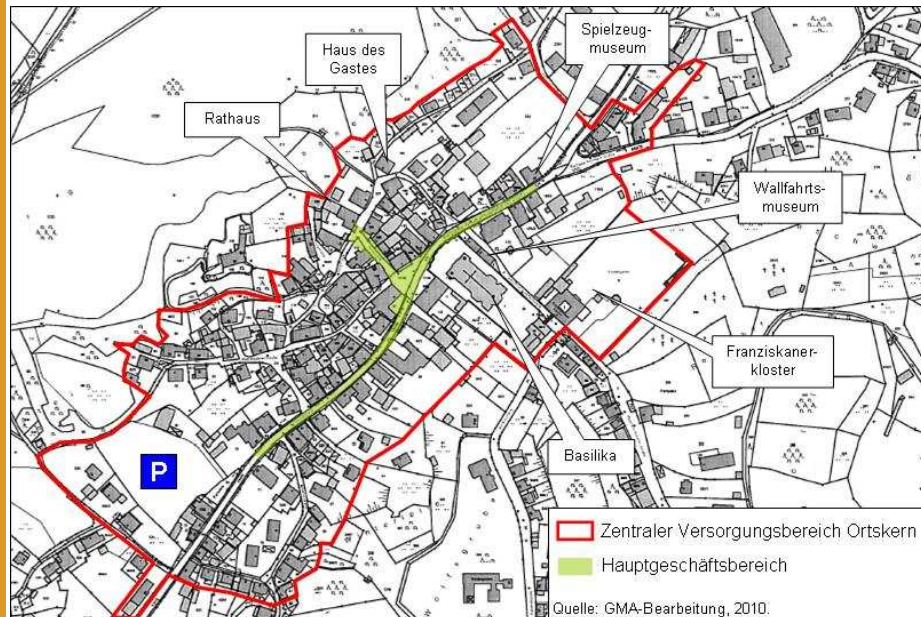 Spielzeug-
museum
Haus des
Gastes
Rathaus
Wallfahrts-
museum
Franziskaner-
kloster
Basilika
P
Zentraler Versorgungsbereich Ortskern
Hauptgeschäftsbereich
Quelle: GMA-Bearbeitung, 2010.